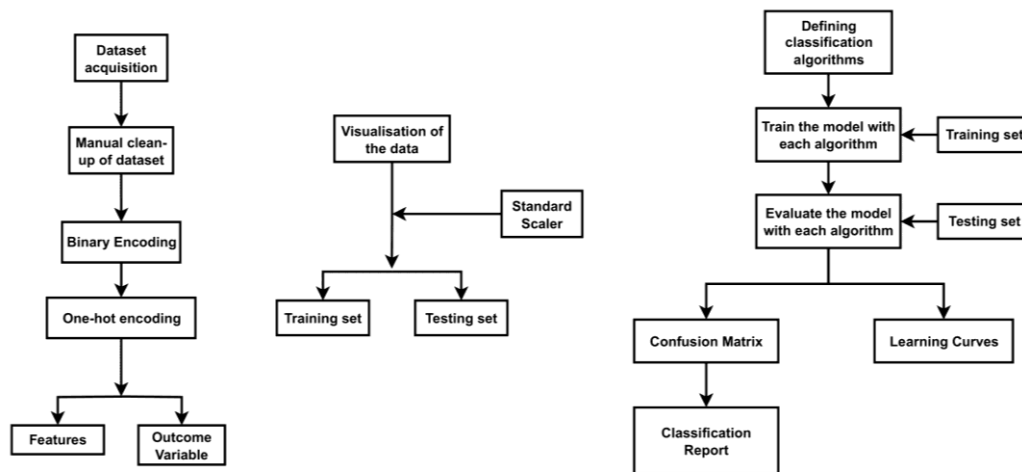 Dataset
acquisition
Manual clean-
up of dataset
Binary Encoding
One-hot encoding
Features
Outcome
Variable
Visualisation of
the data
Standard
Scaler
Training set
Testing set
Defining
classification
algorithms
Train the model with
each algorithm
Training set
Evaluate the model
with each algorithm
Testing set
Confusion Matrix
Learning Curves
Classification
Report